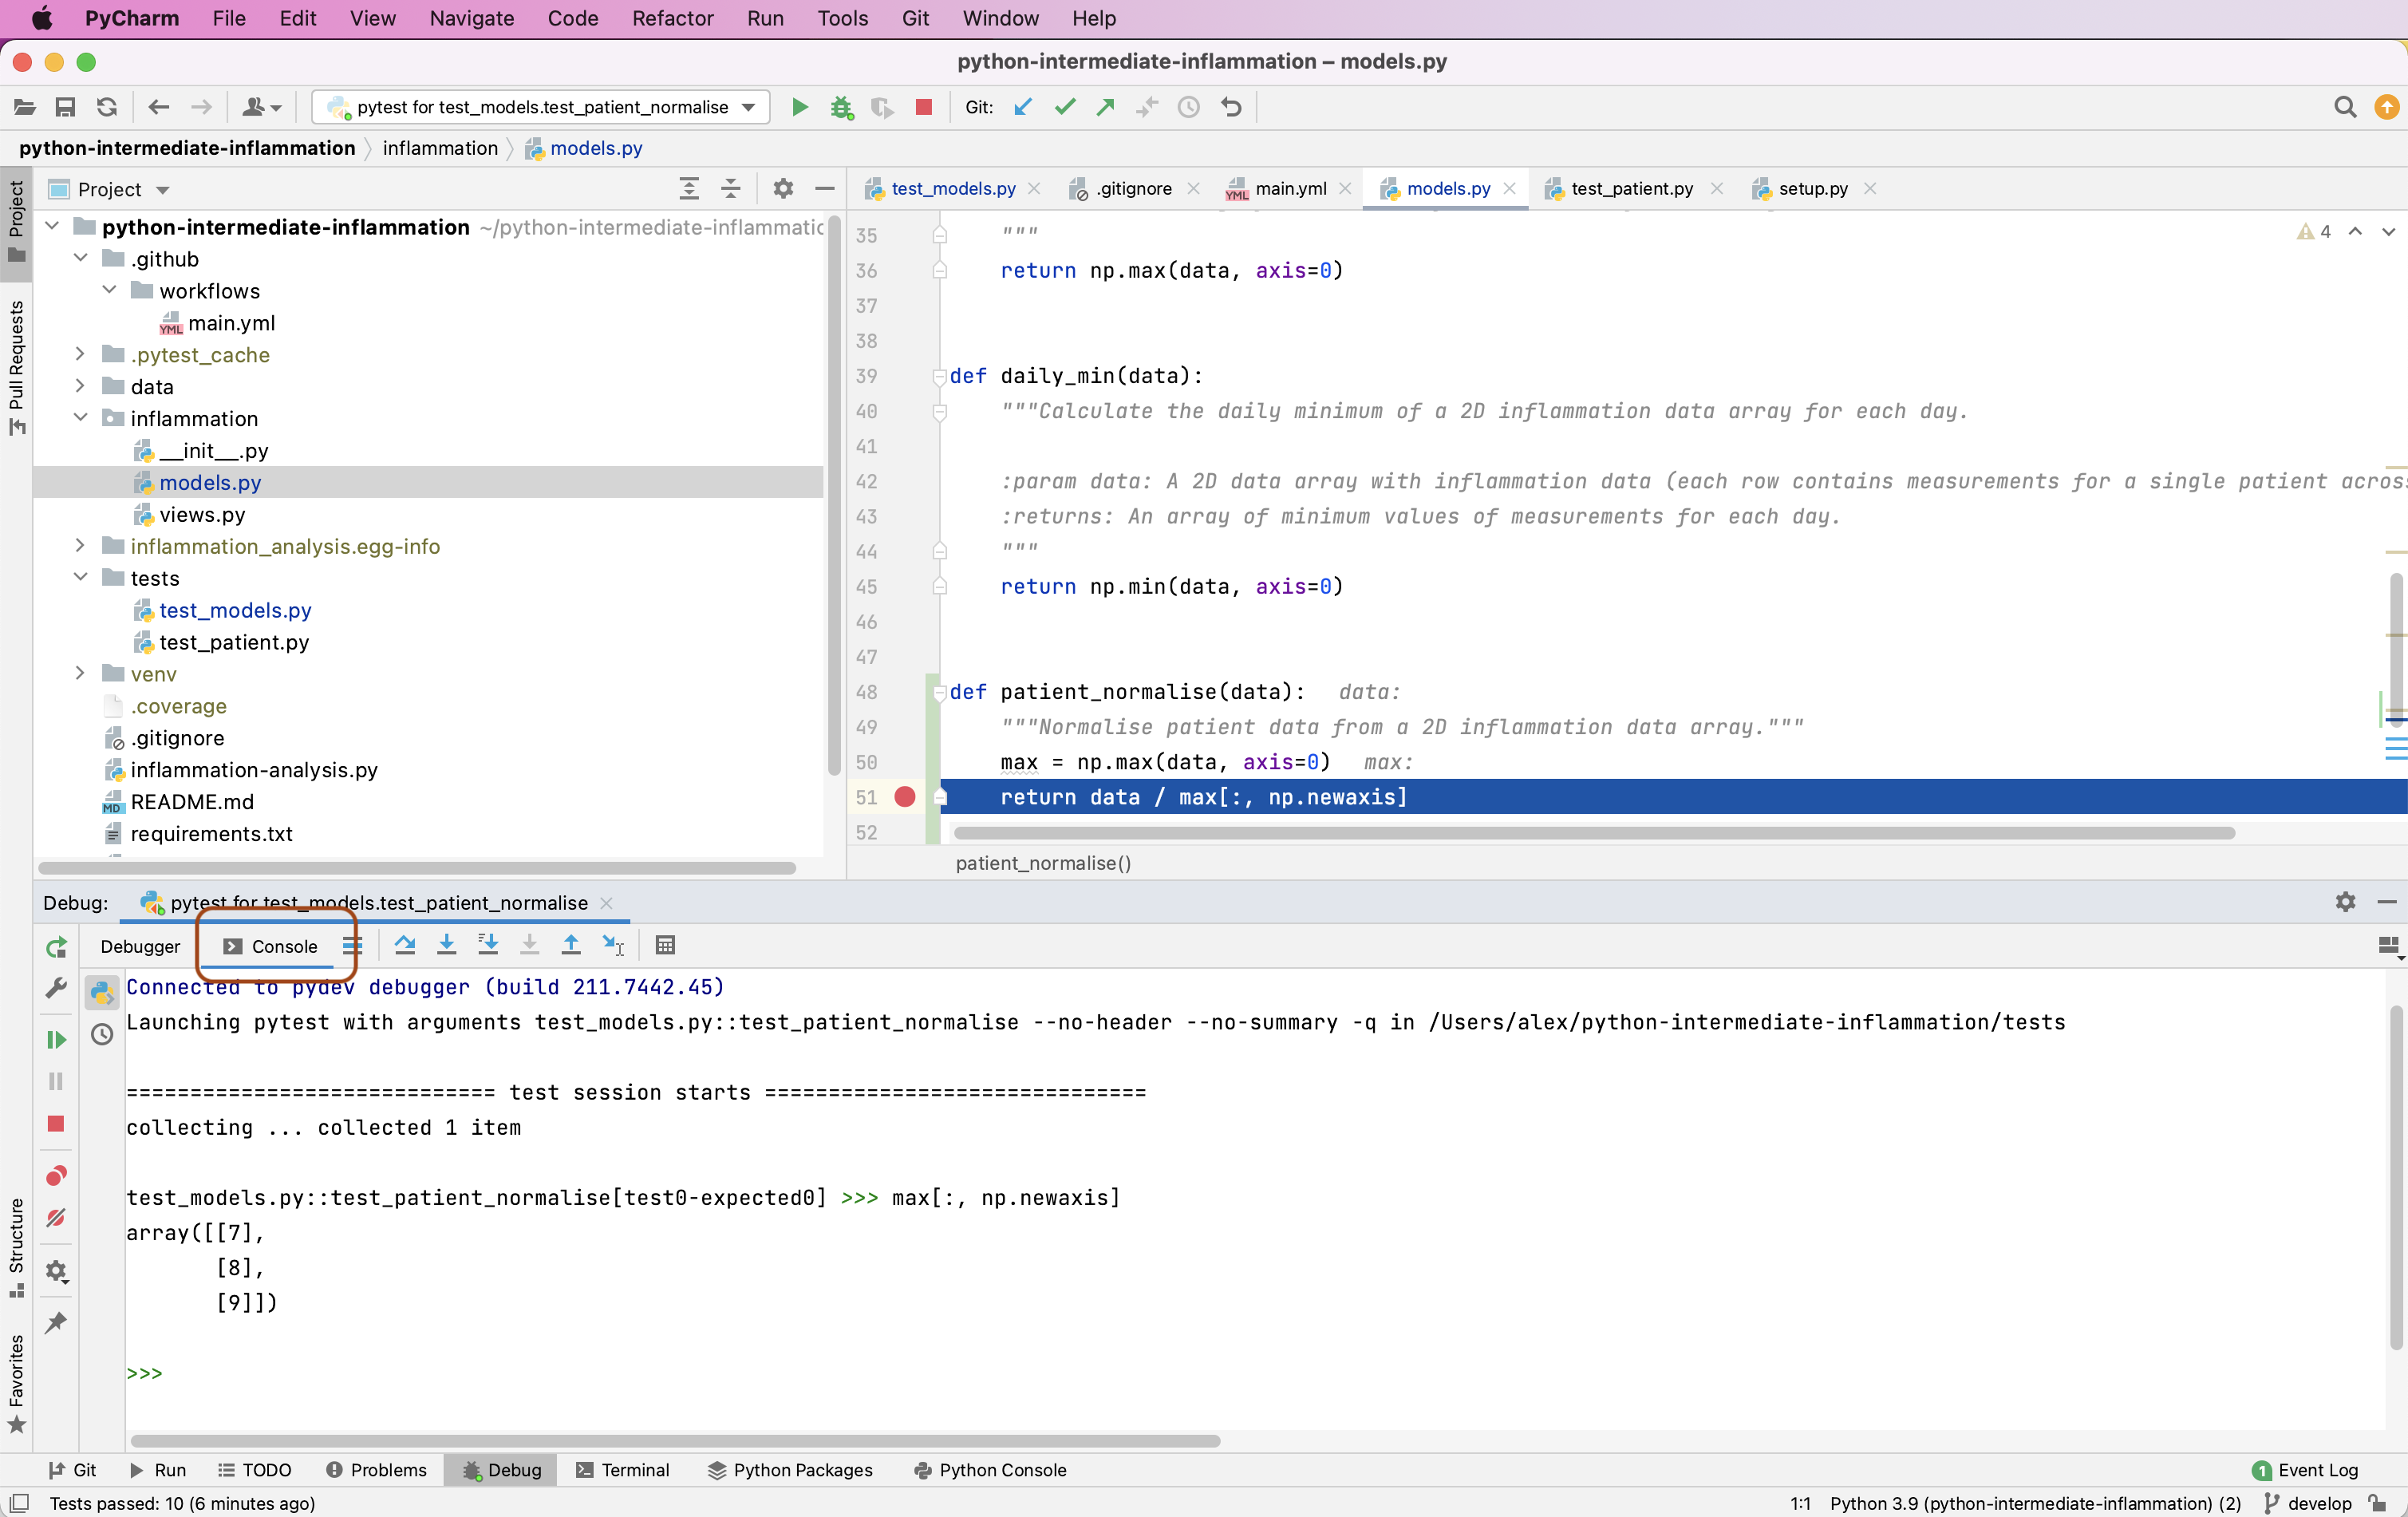 PyCharm File Edit View Navigate Code Refactor Run Tools Git Window Help
python-intermediate-inflammation – models.py
pytest for test_models.test_patient_normalise Git:
python-intermediate-inflammation inflammation models.py
Project
Pull Requests
Structure
Favorites
Project
python-intermediate-inflammation ~/python-intermediate-inflammatic
.github
workflows
YML main.yml
.pytest_cache
data
inflammation
__init__.py
models.py
views.py
inflammation_analysis.egg-info
tests
test_models.py
test_patient.py
venv
.coverage
.gitignore
inflammation-analysis.py
MD README.md
requirements.txt
test_models.py .gitignore YML main.yml models.py test_patient.py setup.py
4
35 """
36 return np.max(data, axis=0)
37
38
39 def daily_min(data):
40 """Calculate the daily minimum of a 2D inflammation data array for each day.
41
42 :param data: A 2D data array with inflammation data (each row contains measurements for a single patient acros
43 :returns: An array of minimum values of measurements for each day.
44 """
45 return np.min(data, axis=0)
46
47
48 def patient_normalise(data): data:
49 """Normalise patient data from a 2D inflammation data array."""
50 max = np.max(data, axis=0) max:
51 return data / max[:, np.newaxis]
52
patient_normalise()
Debug: pytest for test_models.test_patient_normalise
Debugger Console
Connected to pydev debugger (build 211.7442.45)
Launching pytest with arguments test_models.py::test_patient_normalise --no-header --no-summary -q in /Users/alex/python-intermediate-inflammation/tests
============================= test session starts ==============================
collecting ... collected 1 item
test_models.py::test_patient_normalise[test0-expected0] >>> max[:, np.newaxis]
array([[7],
[8],
[9]])
>>>
Git Run TODO Problems Debug Terminal Python Packages Python Console 1 Event Log
Tests passed: 10 (6 minutes ago) 1:1 Python 3.9 (python-intermediate-inflammation) (2) develop